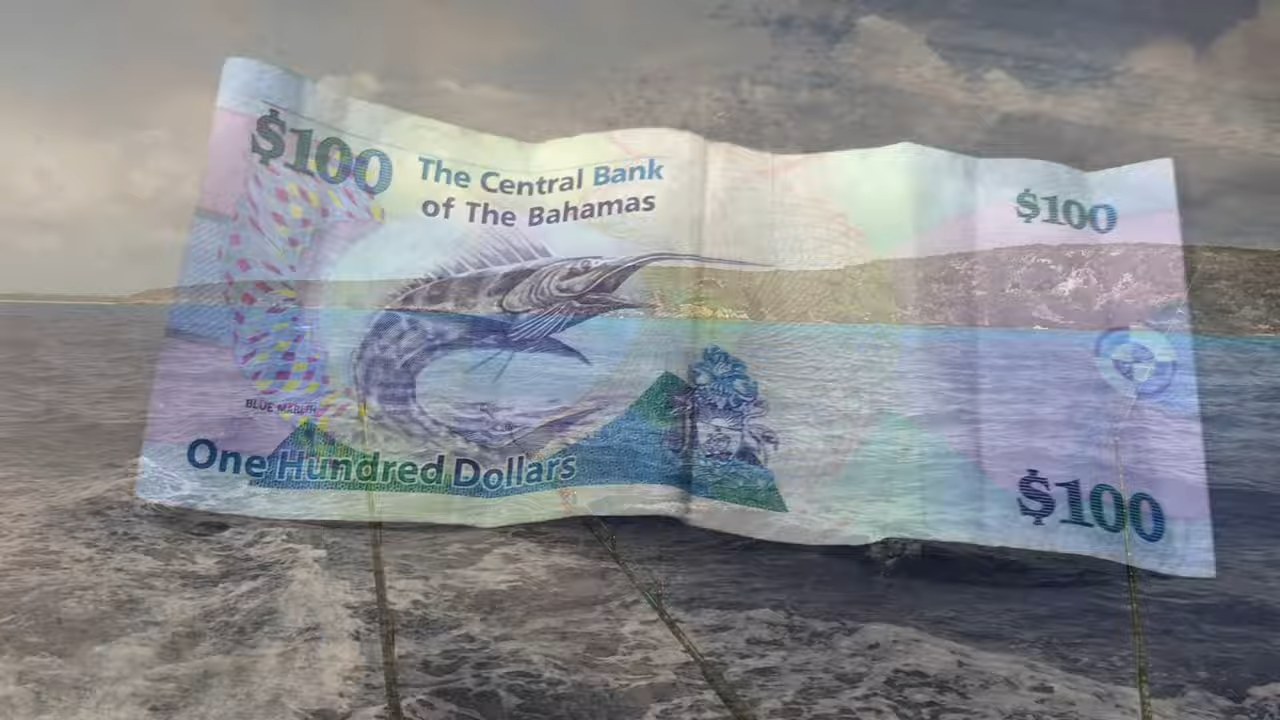 $100
The Central Bank
of The Bahamas
$100
BLUE MARLIN
One Hundred Dollars
$100